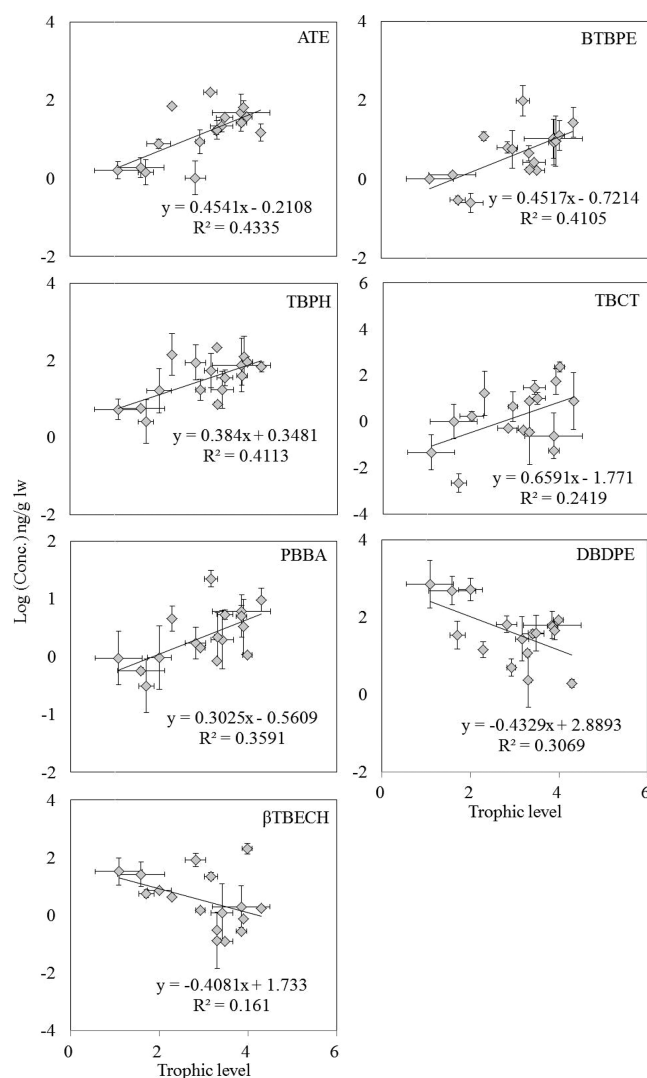 4
ATE
2
0
y = 0.4541x - 0.2108
R² = 0.4335
-2
4
BTBPE
2
0
y = 0.4517x - 0.7214
R² = 0.4105
-2
4
TBPH
2
0
y = 0.384x + 0.3481
R² = 0.4113
-2
6
TBCT
4
2
0
-2
y = 0.6591x - 1.771
R² = 0.2419
-4
Log (Conc.) ng/g lw
2
PBBA
1
0
-1
y = 0.3025x - 0.5609
R² = 0.3591
-2
4
DBDPE
2
0
y = -0.4329x + 2.8893
R² = 0.3069
-2
0 2 4 6
Trophic level
4
βTBECH
2
0
-2
y = -0.4081x + 1.733
R² = 0.161
-4
0 2 4 6
Trophic level